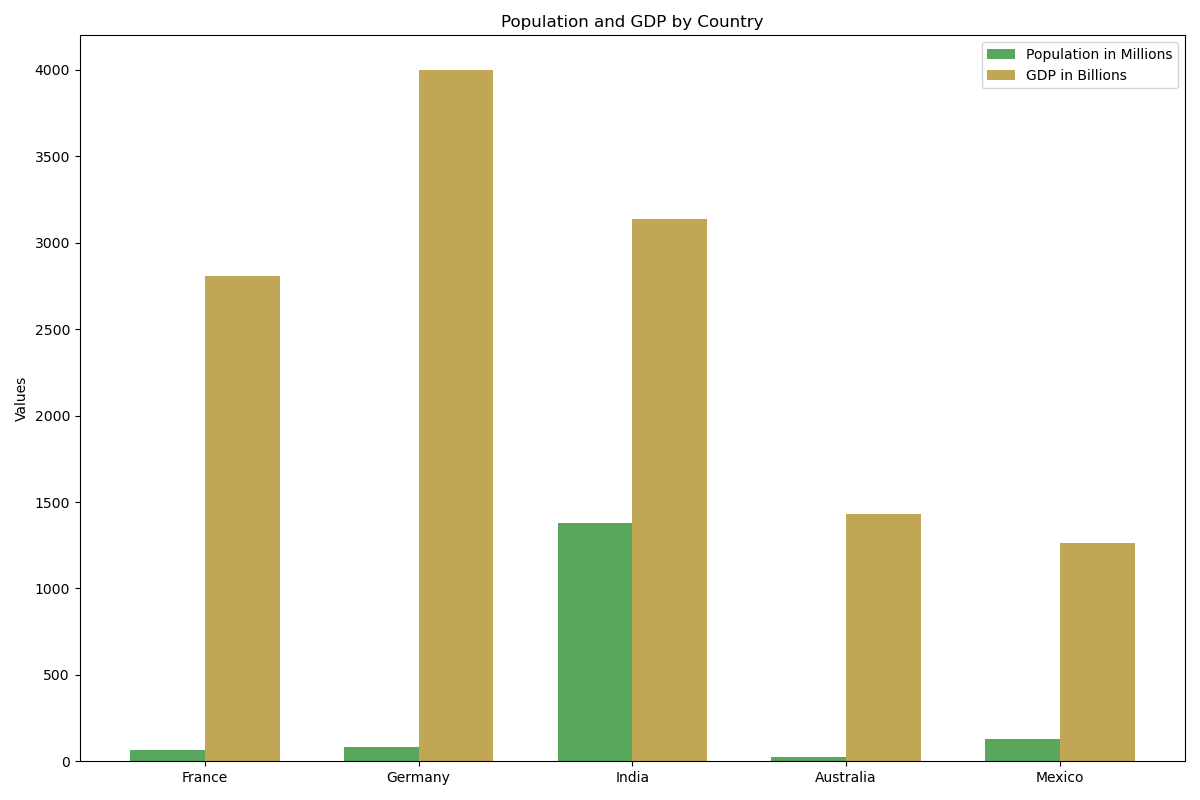 Population and GDP by Country
Population in Millions
GDP in Billions
Values
4000
3500
3000
2500
2000
1500
1000
500
0
France Germany India Australia Mexico